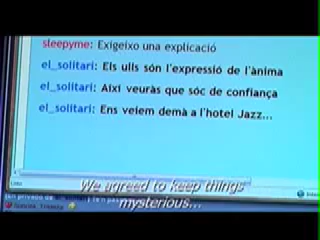 sleepyme: Exigeixo una explicació
el_solitari: Els ulls són l'expressió de l'ànima
el_solitari: Així veuràs que sóc de confiança
el_solitari: Ens veiem demà a l'hotel Jazz...
We agreed to keep things
mysterious...